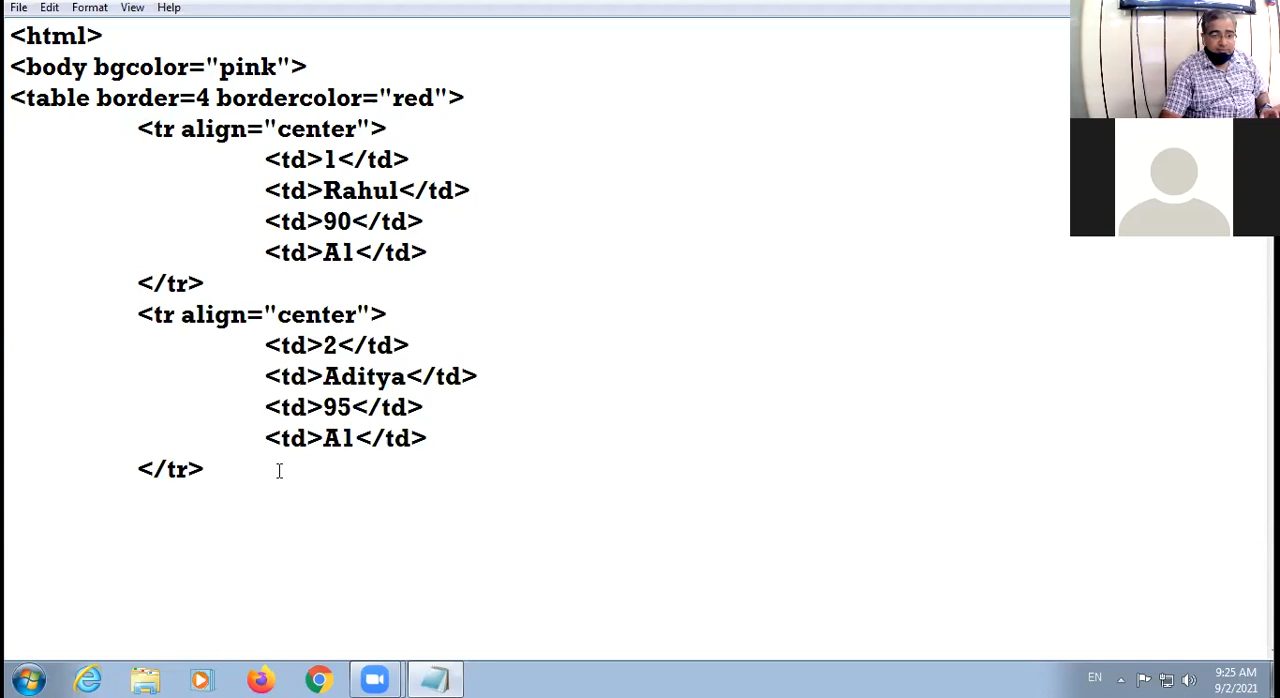 File Edit Format View Help
<html>
<body bgcolor="pink">
<table border=4 bordercolor="red">
<tr align="center">
<td>1</td>
<td>Rahul</td>
<td>90</td>
<td>A1</td>
</tr>
<tr align="center">
<td>2</td>
<td>Aditya</td>
<td>95</td>
<td>A1</td>
</tr>
EN
9:25 AM
9/2/2021